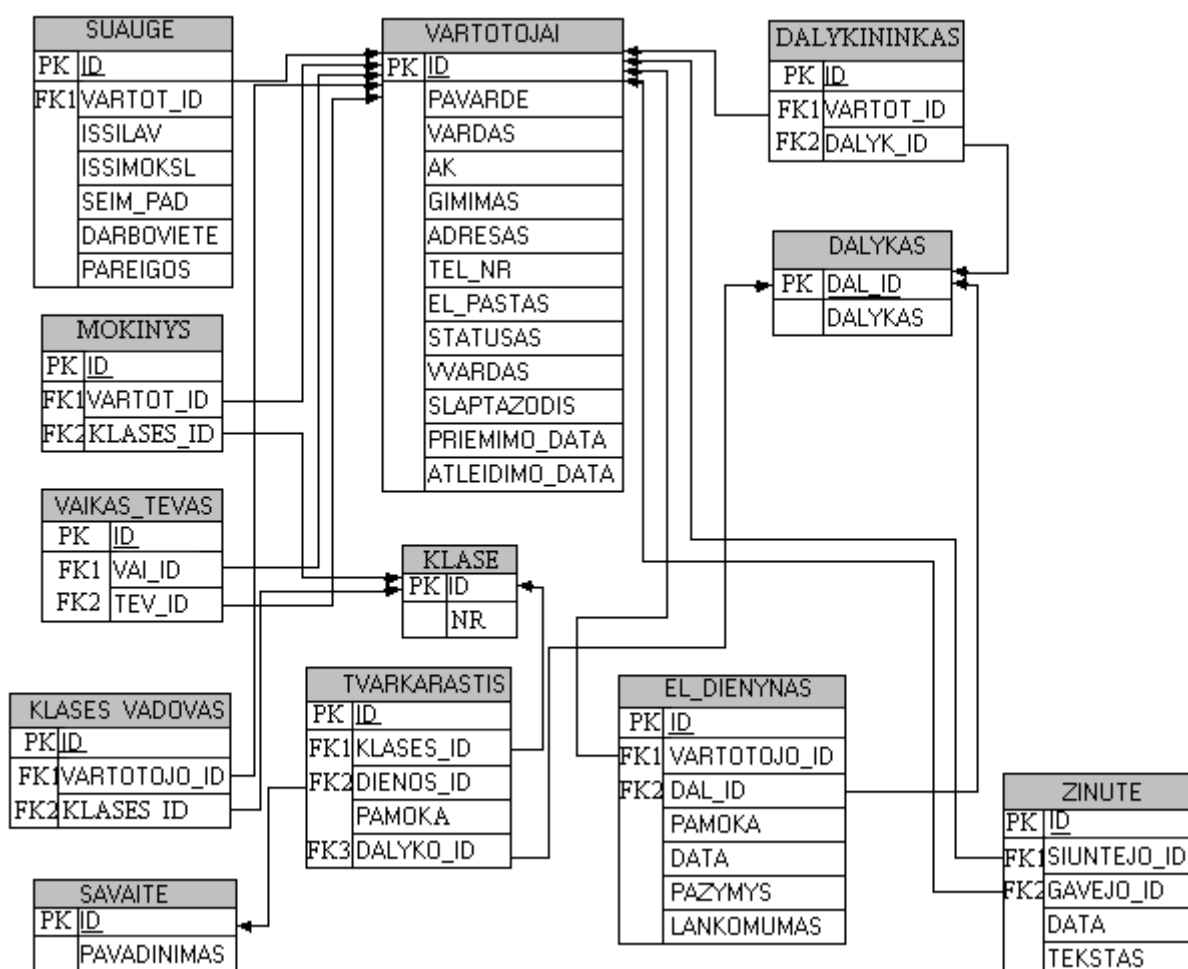 SUAUGE
PK ID
FK1 VARTOT_ID
ISSILAV
ISSIMOKSL
SEIM_PAD
DARBOVIETE
PAREIGOS
VARTOTOJAI
PK ID
PAVARDE
VARDAS
AK
GIMIMAS
ADRESAS
TEL_NR
EL_PASTAS
STATUSAS
VVARDAS
SLAPTAZODIS
PRIEMIMO_DATA
ATLEIDIMO_DATA
DALYKININKAS
PK ID
FK1 VARTOT_ID
FK2 DALYK_ID
DALYKAS
PK DAL_ID
DALYKAS
MOKINYS
PK ID
FK1 VARTOT_ID
FK2 KLASES_ID
VAIKAS_TEVAS
PK ID
FK1 VAI_ID
FK2 TEV_ID
KLASE
PK ID
NR
KLASES VADOVAS
PK ID
FK1 VARTOTOJO_ID
FK2 KLASES ID
TVARKARASTIS
PK ID
FK1 KLASES_ID
FK2 DIENOS_ID
PAMOKA
FK3 DALYKO_ID
EL_DIENYNAS
PK ID
FK1 VARTOTOJO_ID
FK2 DAL_ID
PAMOKA
DATA
PAZYMYS
LANKOMUMAS
ZINUTE
PK ID
FK1 SIUNTEJO_ID
FK2 GAVEJO_ID
DATA
TEKSTAS
SAVAITE
PK ID
PAVADINIMAS